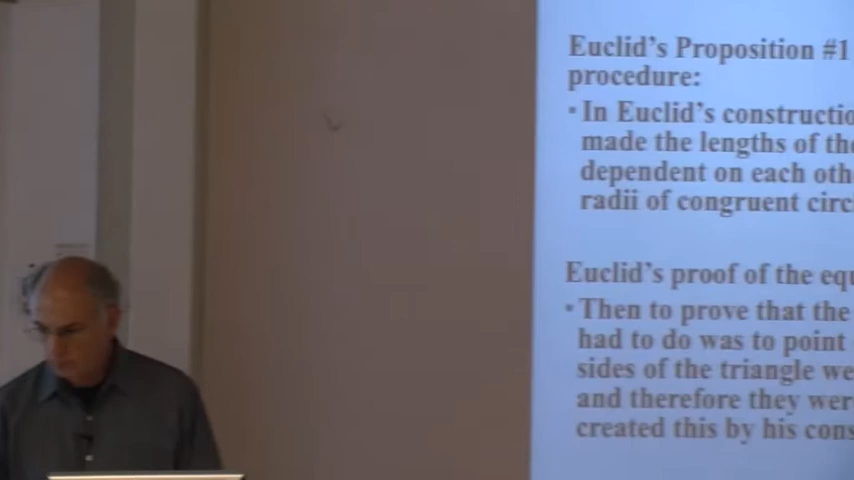 Euclid's Proposition #1
procedure:
• In Euclid's constructio
made the lengths of the
dependent on each oth
radii of congruent circ
Euclid's proof of the equ
• Then to prove that the
had to do was to point
sides of the triangle we
and therefore they wer
created this by his cons